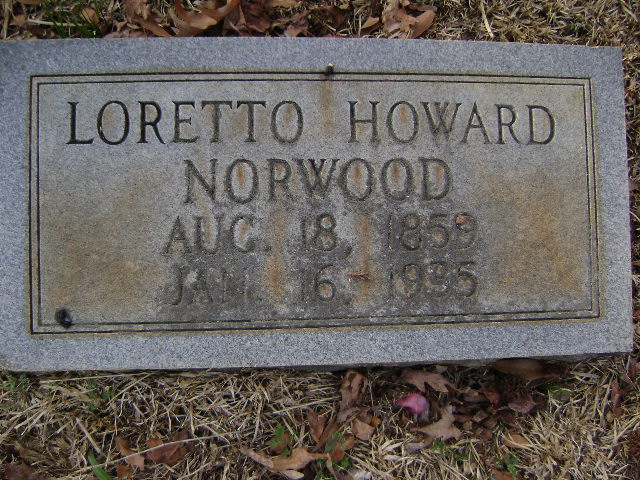 LORETTO HOWARD
NORWOOD
AUG. 18, 1859
JAN. 16, 1935